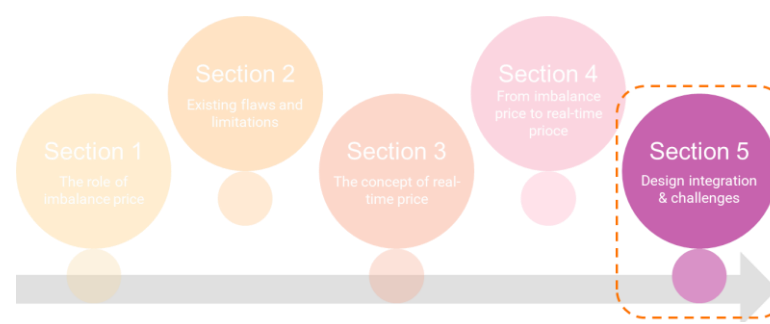 Section 1
The role of
imbalance price
Section 2
Existing flaws and
limitations
Section 3
The concept of real-
time price
Section 4
From imbalance
price to real-time
prioce
Section 5
Design integration
& challenges